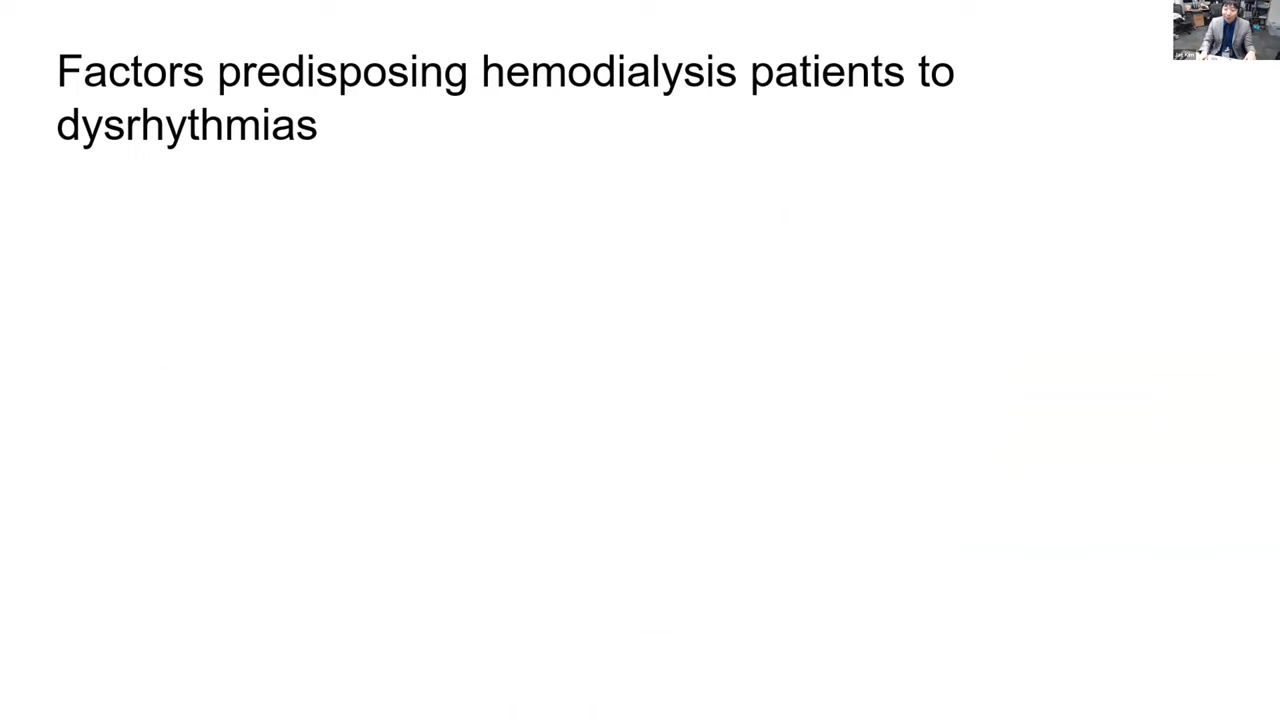 Factors predisposing hemodialysis patients to
dysrhythmias